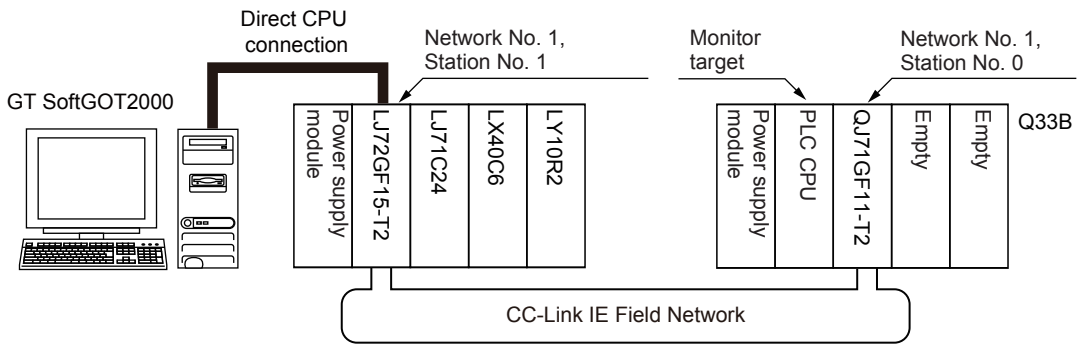 Direct CPU
connection
Network No. 1,
Station No. 1
Monitor
target
Network No. 1,
Station No. 0
GT SoftGOT2000
Power supply
module
LJ72GF15-T2
LJ71C24
LX40C6
LY10R2
Power supply
module
PLC CPU
QJ71GF11-T2
Empty
Empty
Q33B
CC-Link IE Field Network